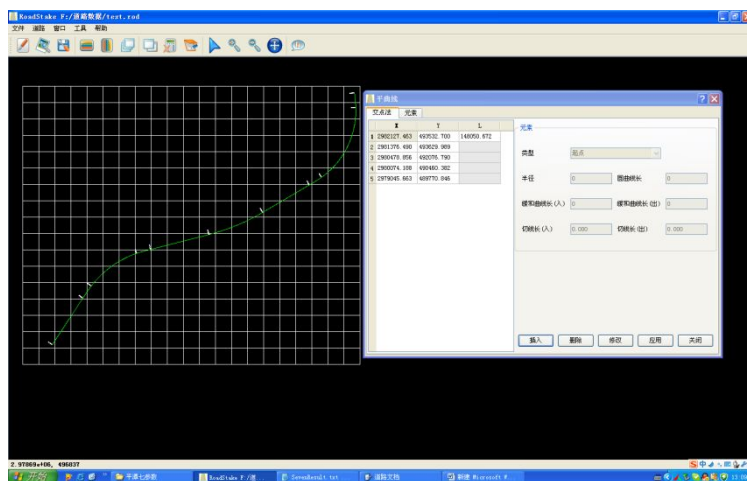 RoadStake F:/道路数据/test.rod
文件 道路 窗口 工具 帮助
平曲线
交点法 元素
X Y L
1 2982127.463 493532.700 148050.672
2 2981376.490 493629.989
3 2980478.856 492076.790
4 2980074.108 490480.382
5 2979045.663 489770.846
元素
类型 起点
半径 0 圆曲线长 0
缓和曲线长(入) 0 缓和曲线长(出) 0
切线长(入) 0.000 切线长(出) 0.000
插入 删除 修改 应用 关闭
2.97869e+06, 496837
开始 平潭七参数 RoadStake F:/道... SevenResult.txt 道路文档 新建 Microsoft W... 13:09